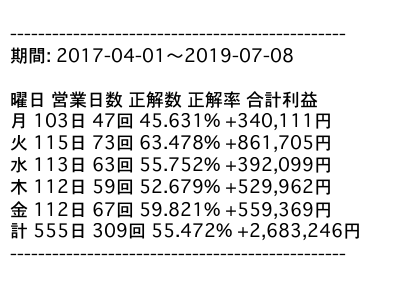 ------------------------------------------------
期間: 2017-04-01～2019-07-08
曜日 営業日数 正解数 正解率 合計利益
月 103日 47回 45.631% +340,111円
火 115日 73回 63.478% +861,705円
水 113日 63回 55.752% +392,099円
木 112日 59回 52.679% +529,962円
金 112日 67回 59.821% +559,369円
計 555日 309回 55.472% +2,683,246円
------------------------------------------------